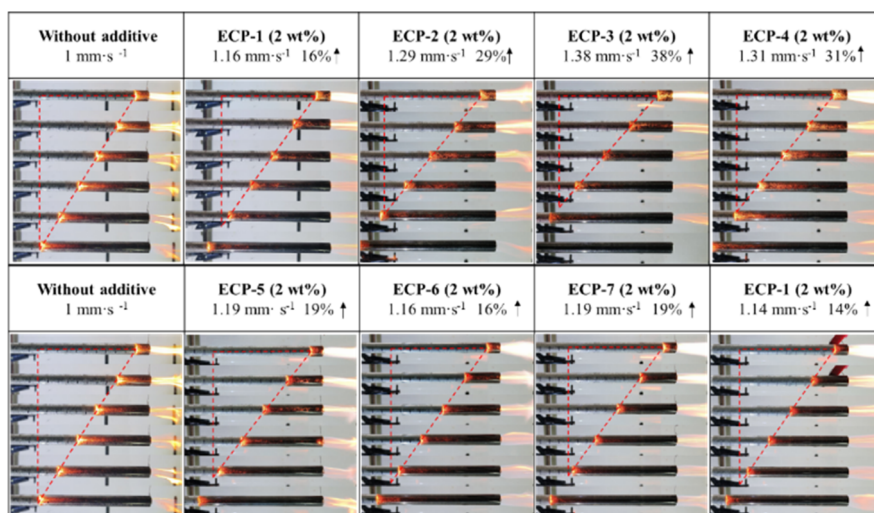 Without additive
1 mm·s⁻¹
ECP-1 (2 wt%)
1.16 mm·s⁻¹ 16%↑
ECP-2 (2 wt%)
1.29 mm·s⁻¹ 29%↑
ECP-3 (2 wt%)
1.38 mm·s⁻¹ 38% ↑
ECP-4 (2 wt%)
1.31 mm·s⁻¹ 31%↑
Without additive
1 mm·s⁻¹
ECP-5 (2 wt%)
1.19 mm· s⁻¹ 19% ↑
ECP-6 (2 wt%)
1.16 mm·s⁻¹ 16% ↑
ECP-7 (2 wt%)
1.19 mm·s⁻¹ 19% ↑
ECP-1 (2 wt%)
1.14 mm·s⁻¹ 14% ↑